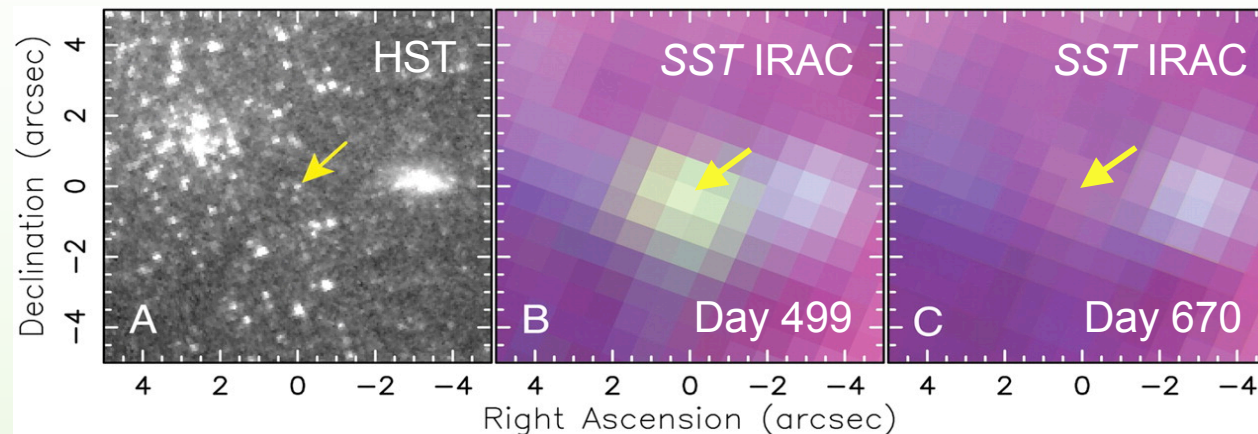 HST
SST IRAC
SST IRAC
Declination (arcsec)
4
2
0
−2
−4
A
B
Day 499
C
Day 670
4 2 0 −2 −4
4 2 0 −2 −4
4 2 0 −2 −4
Right Ascension (arcsec)